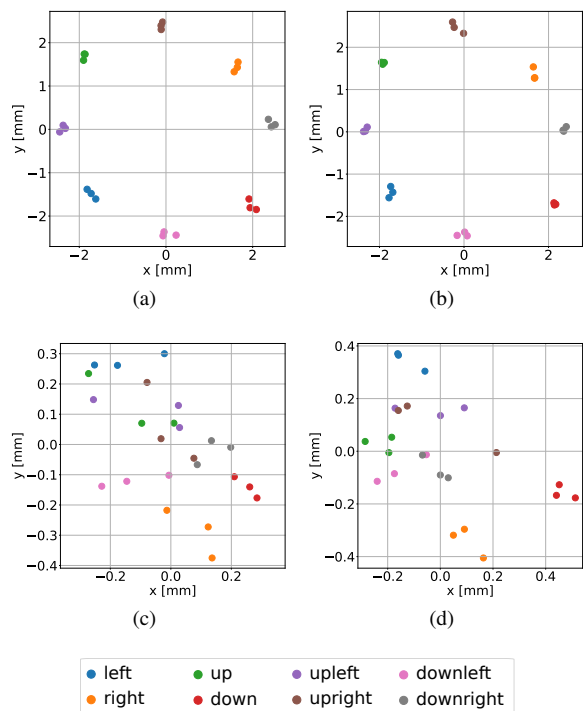 2
1
0
−1
−2
y [mm]
−2 0 2
x [mm]
(a)
2
1
0
−1
−2
y [mm]
−2 0 2
x [mm]
(b)
0.3
0.2
0.1
0.0
−0.1
−0.2
−0.3
−0.4
y [mm]
−0.2 0.0 0.2
x [mm]
(c)
0.4
0.2
0.0
−0.2
−0.4
y [mm]
−0.2 0.0 0.2 0.4
x [mm]
(d)
left up upleft downleft
right down upright downright